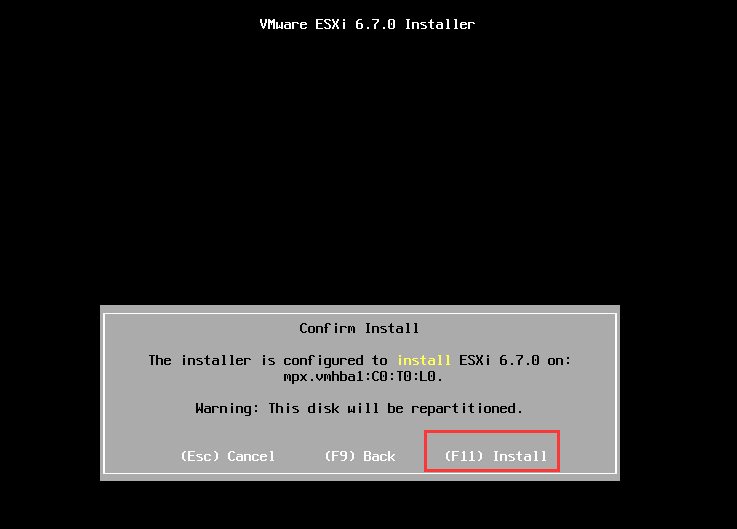 VMware ESXi 6.7.0 Installer
Confirm Install
The installer is configured to install ESXi 6.7.0 on:
mpx.vmhba1:C0:T0:L0.
Warning: This disk will be repartitioned.
(Esc) Cancel (F9) Back (F11) Install